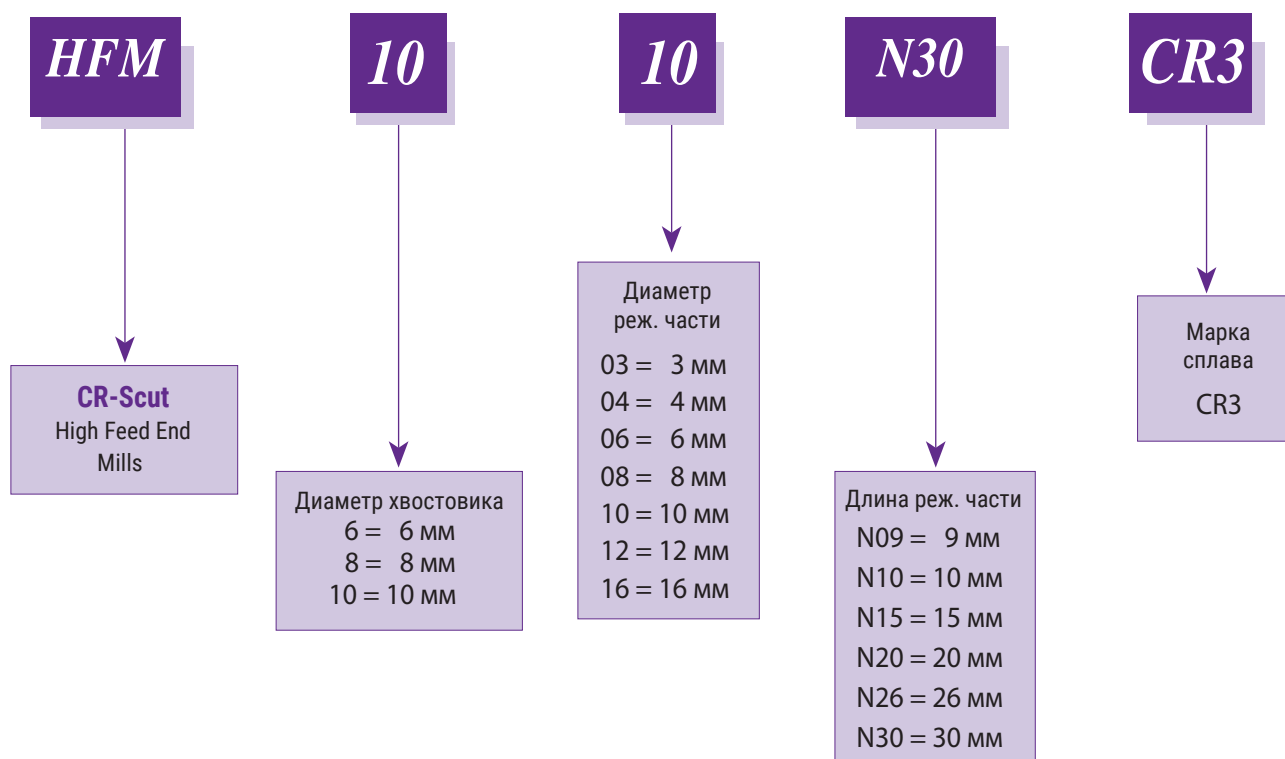 HFM
10
10
N30
CR3
CR-Scut
High Feed End
Mills
Диаметр хвостовика
6 = 6 мм
8 = 8 мм
10 = 10 мм
Диаметр
реж. части
03 = 3 мм
04 = 4 мм
06 = 6 мм
08 = 8 мм
10 = 10 мм
12 = 12 мм
16 = 16 мм
Длина реж. части
N09 = 9 мм
N10 = 10 мм
N15 = 15 мм
N20 = 20 мм
N26 = 26 мм
N30 = 30 мм
Марка
сплава
CR3